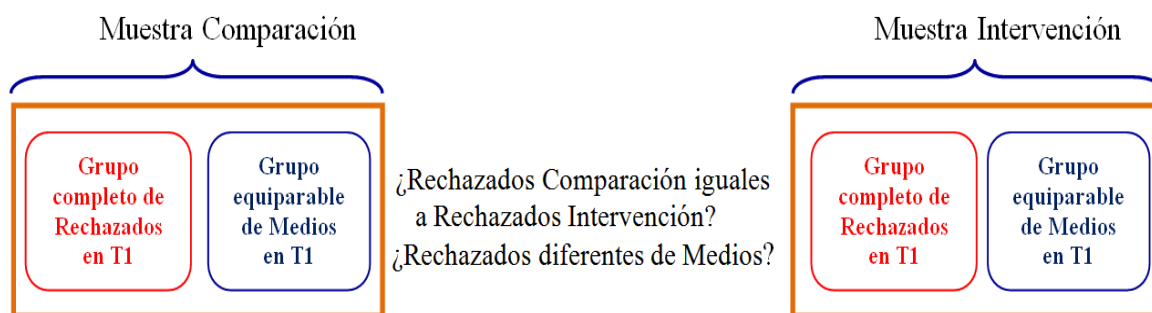 Muestra Comparación
Muestra Intervención
Grupo
completo de
Rechazados
en T1
Grupo
equiparable
de Medios
en T1
¿Rechazados Comparación iguales
a Rechazados Intervención?
¿Rechazados diferentes de Medios?
Grupo
completo de
Rechazados
en T1
Grupo
equiparable
de Medios
en T1